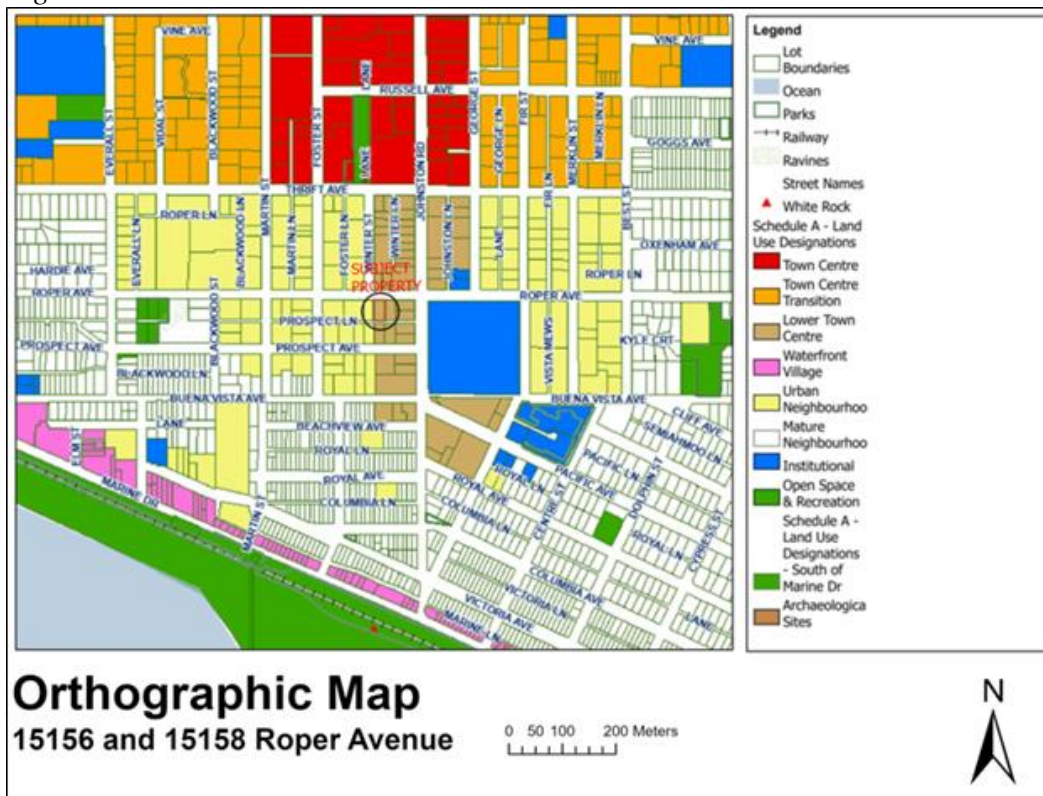 VINE AVE
VINE AVE
LANE
RUSSELL AVE
EVERALL ST
VIDAL ST
BLACKWOOD ST
FOSTER ST
GEORGE ST
FIR ST
GEORGE LN
MERKLIN ST
MERKLIN LN
GOGGS AVE
LANE
THRIFT AVE
MARTIN ST
JOHNSTON RD
FIR LN
BEST ST
ROPER LN
EVERALL LN
BLACKWOOD LN
MARTIN LN
FOSTER LN
WINTER ST
WINTER LN
JOHNSTON LN
LANE
OXENHAM AVE
HARDIE AVE
SUBJECT
PROPERTY
ROPER LN
ROPER AVE
ROPER AVE
PROSPECT LN
BLACKWOOD ST
PROSPECT AVE
PROSPECT AVE
VISTA MEWS
KYLE CRT
BLACKWOOD LN
BUENA VISTA AVE
BUENA VISTA AVE
LANE
BEACHVIEW AVE
CLIFF AVE
SEMIAHMOO LN
ELM ST
ROYAL LN
ROYAL AVE
COLUMBIA LN
MARINE DR
MARTIN ST
ROYAL AVE
ROYAL LN
PACIFIC LN
PACIFIC AVE
DOLPHIN ST
COLUMBIA LN
CENTRE ST
ROYAL LN
CYPRESS ST
COLUMBIA AVE
VICTORIA LN
VICTORIA AVE
LANE
MARINE LN
Legend
Lot
Boundaries
Ocean
Parks
Railway
Ravines
Street Names
White Rock
Schedule A - Land
Use Designations
Town Centre
Town Centre
Transition
Lower Town
Centre
Waterfront
Village
Urban
Neighbourhoo
Mature
Neighbourhoo
Institutional
Open Space
& Recreation
Schedule A -
Land Use
Designations
- South of
Marine Dr
Archaeologica
Sites
Orthographic Map
15156 and 15158 Roper Avenue
0 50 100 200 Meters
N